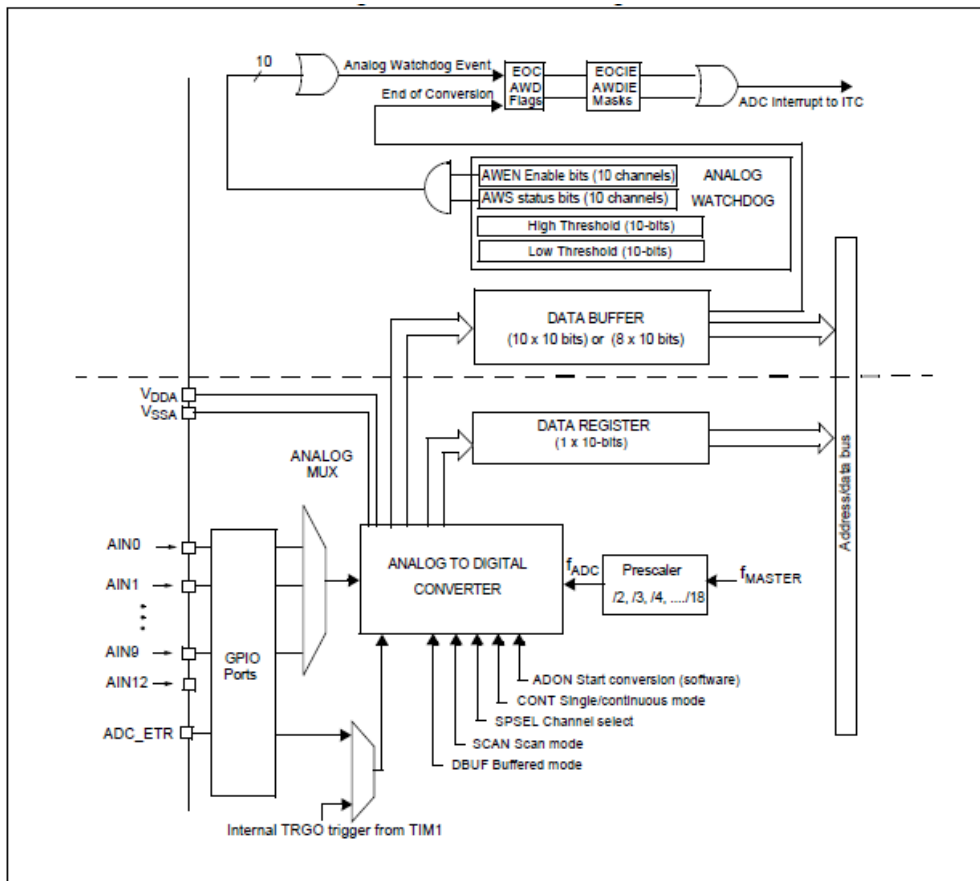 10
Analog Watchdog Event
End of Conversion
EOC
AWD
Flags
EOCIE
AWDIE
Masks
ADC Interrupt to ITC
AWEN Enable bits (10 channels)
AWS status bits (10 channels)
ANALOG
WATCHDOG
High Threshold (10-bits)
Low Threshold (10-bits)
DATA BUFFER
(10 x 10 bits) or (8 x 10 bits)
VDDA
VSSA
DATA REGISTER
(1 x 10-bits)
ANALOG
MUX
Address/data bus
AIN0
AIN1
AIN9
AIN12
ADC_ETR
GPIO
Ports
ANALOG TO DIGITAL
CONVERTER
fADC
Prescaler
/2, /3, /4, ..../18
fMASTER
ADON Start conversion (software)
CONT Single/continuous mode
SPSEL Channel select
SCAN Scan mode
DBUF Buffered mode
Internal TRGO trigger from TIM1